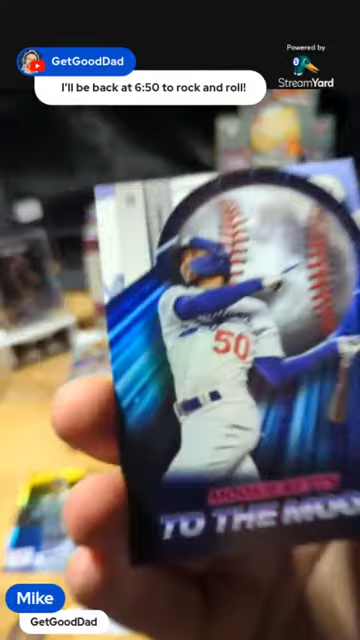 Powered by
StreamYard
GetGoodDad
I'll be back at 6:50 to rock and roll!
50
TO THE MOO
Mike
GetGoodDad